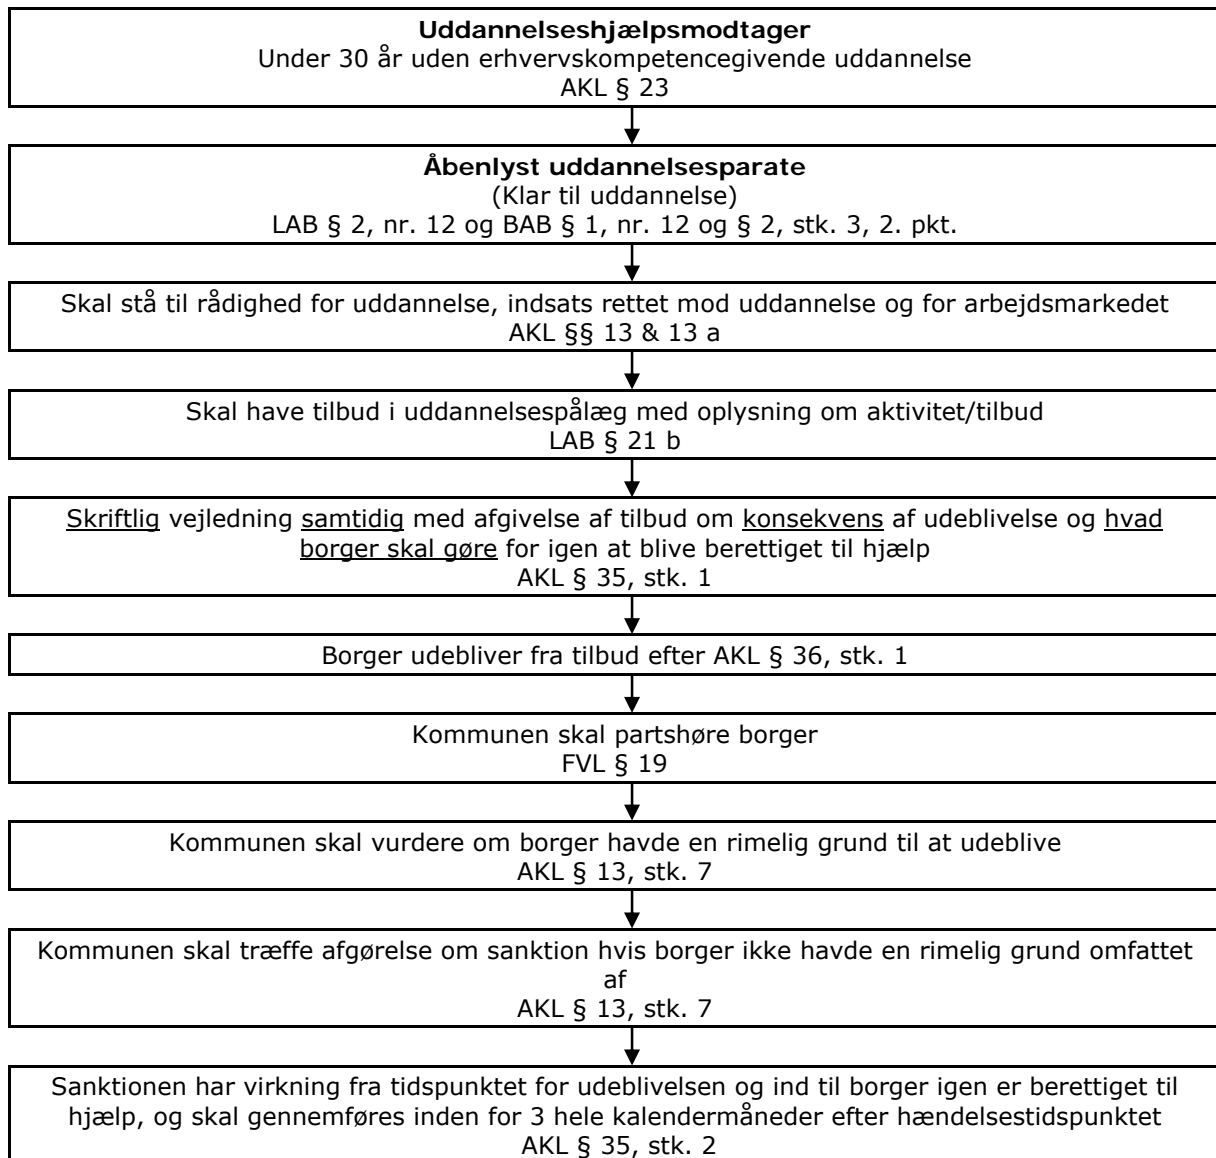 Uddannelseshjælpsmodtager
Under 30 år uden erhvervskompetencegivende uddannelse
AKL § 23
Åbenlyst uddannelsesparate
(Klar til uddannelse)
LAB § 2, nr. 12 og BAB § 1, nr. 12 og § 2, stk. 3, 2. pkt.
Skal stå til rådighed for uddannelse, indsats rettet mod uddannelse og for arbejdsmarkedet
AKL §§ 13 & 13 a
Skal have tilbud i uddannelsespålæg med oplysning om aktivitet/tilbud
LAB § 21 b
Skriftlig vejledning samtidig med afgivelse af tilbud om konsekvens af udeblivelse og hvad
borger skal gøre for igen at blive berettiget til hjælp
AKL § 35, stk. 1
Borger udebliver fra tilbud efter AKL § 36, stk. 1
Kommunen skal partshøre borger
FVL § 19
Kommunen skal vurdere om borger havde en rimelig grund til at udeblive
AKL § 13, stk. 7
Kommunen skal træffe afgørelse om sanktion hvis borger ikke havde en rimelig grund omfattet
af
AKL § 13, stk. 7
Sanktionen har virkning fra tidspunktet for udeblivelsen og ind til borger igen er berettiget til
hjælp, og skal gennemføres inden for 3 hele kalendermåneder efter hændelsestidspunktet
AKL § 35, stk. 2